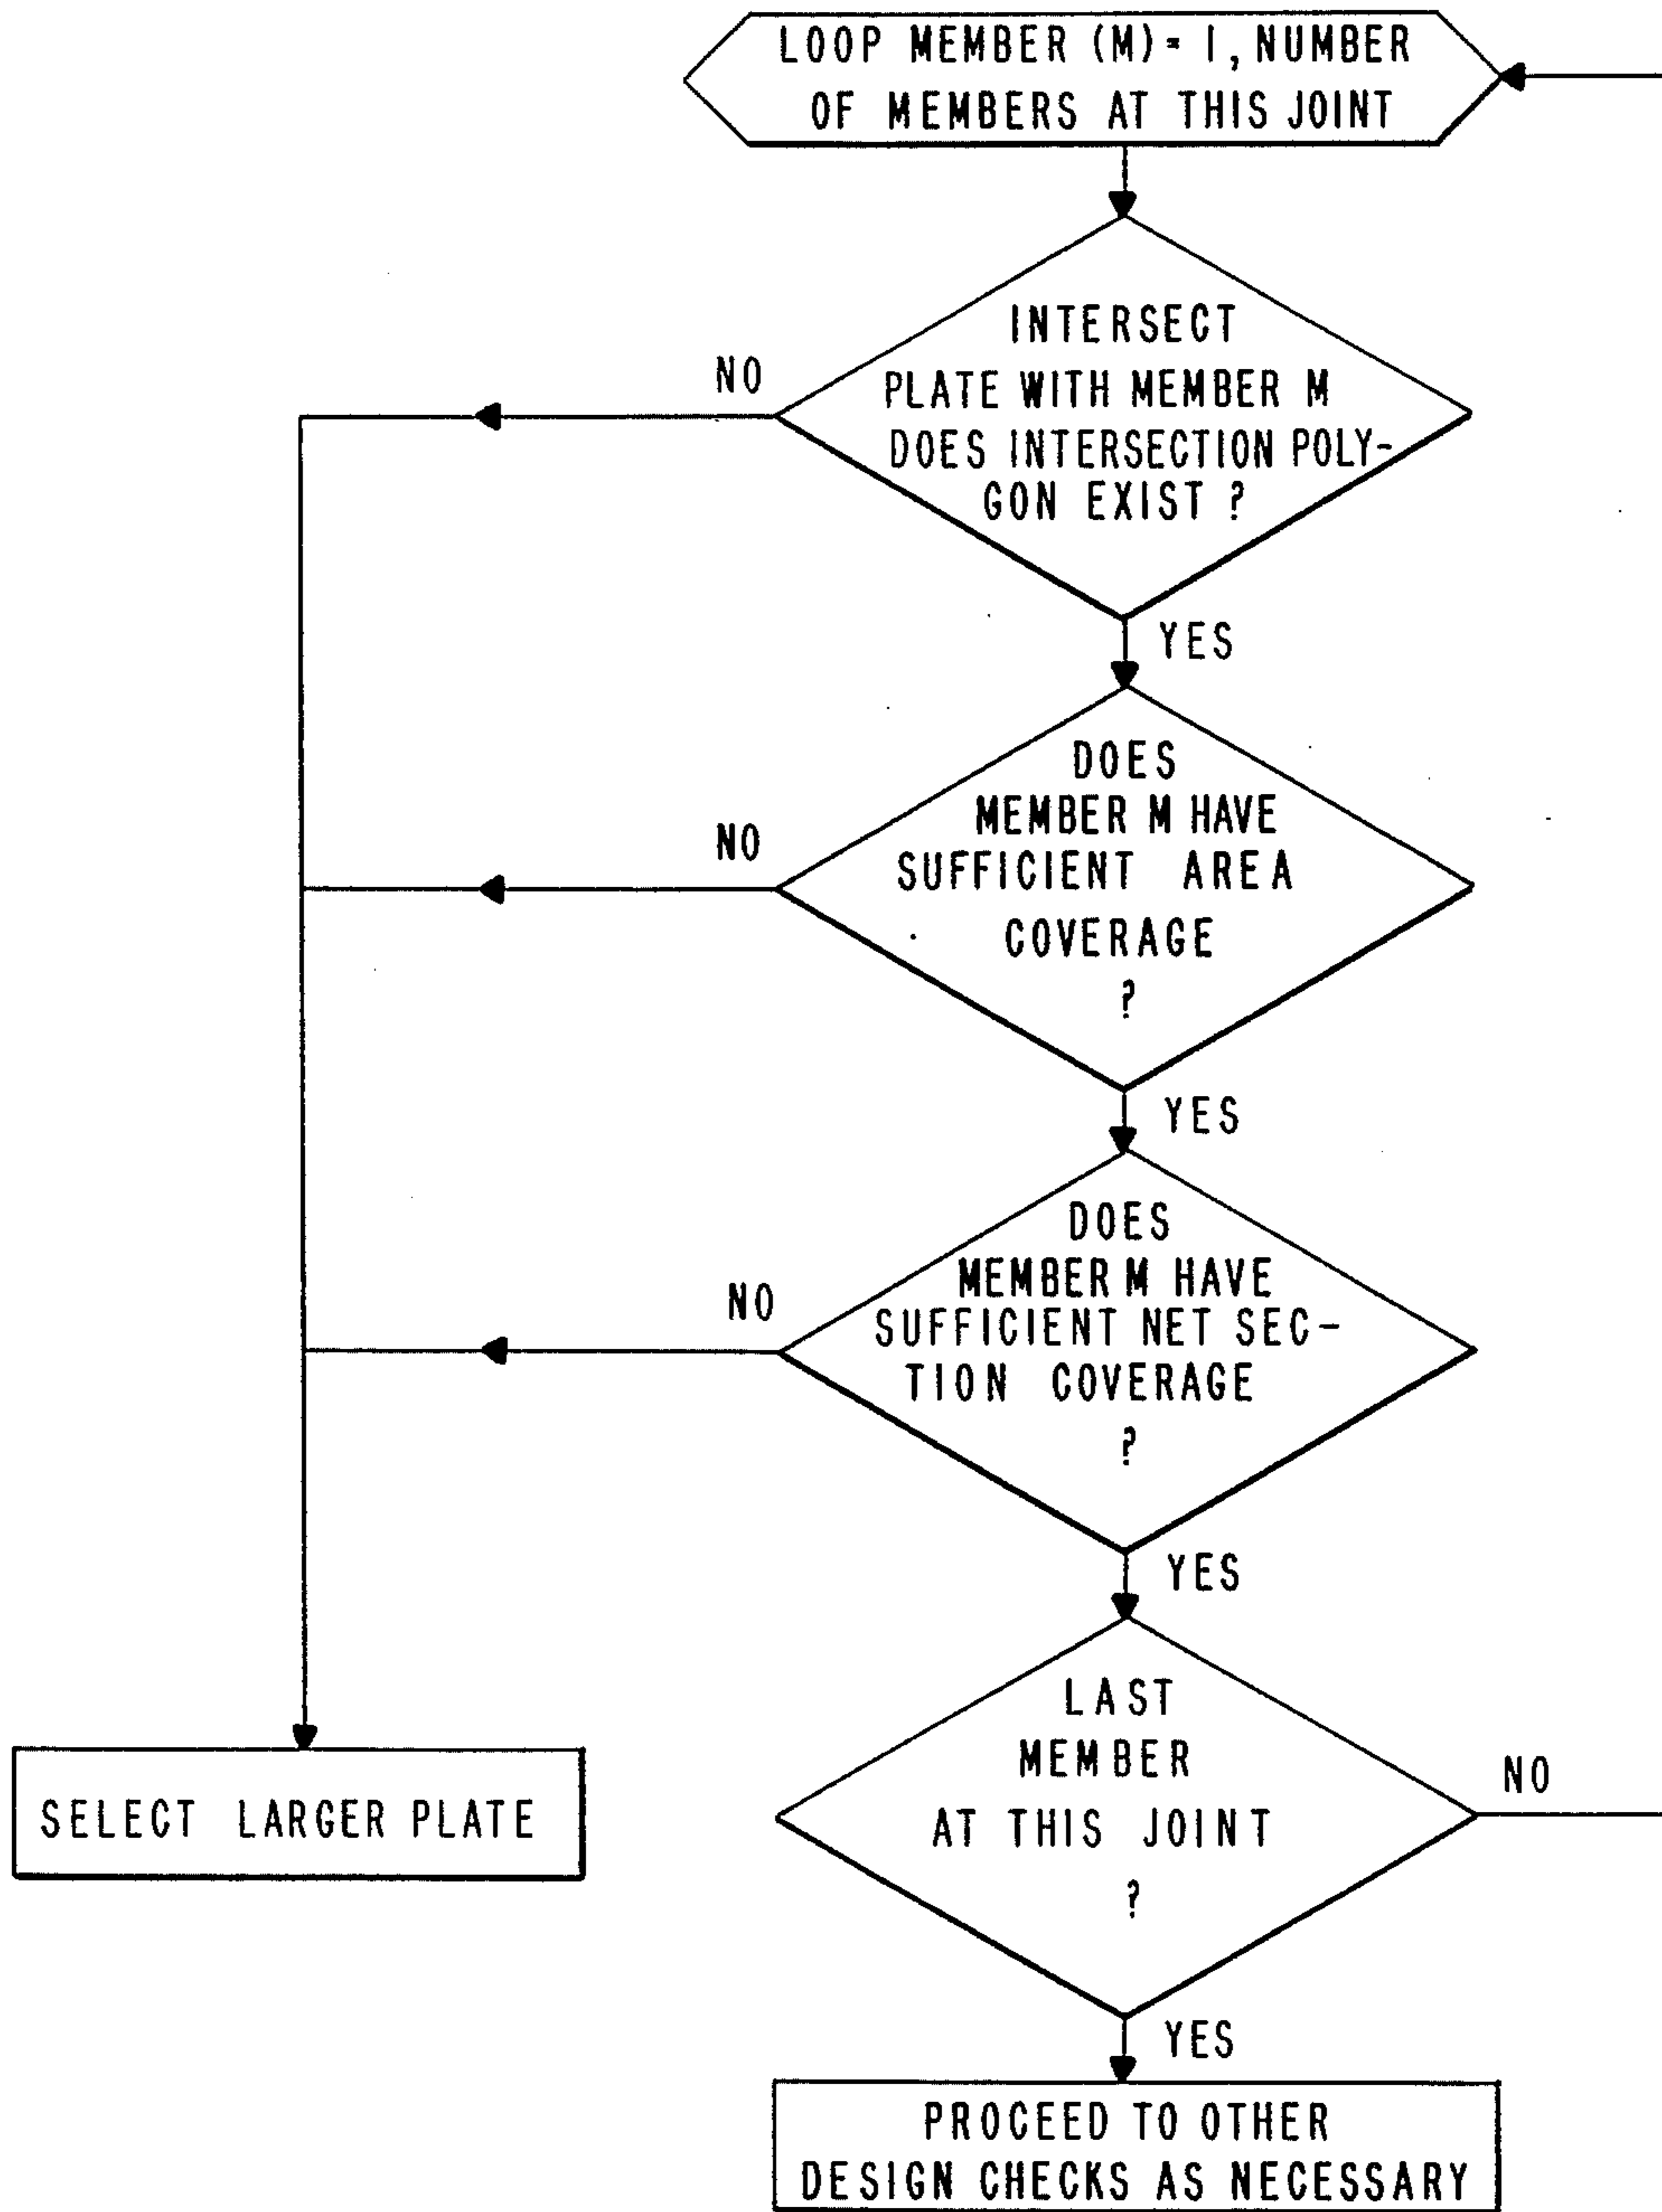 LOOP MEMBER (M) = 1, NUMBER
OF MEMBERS AT THIS JOINT
INTERSECT
PLATE WITH MEMBER M
DOES INTERSECTION POLY-
GON EXIST ?
NO
YES
DOES
MEMBER M HAVE
SUFFICIENT AREA
COVERAGE
?
NO
YES
DOES
MEMBER M HAVE
SUFFICIENT NET SEC-
TION COVERAGE
?
NO
YES
LAST
MEMBER
AT THIS JOINT
?
NO
SELECT LARGER PLATE
YES
PROCEED TO OTHER
DESIGN CHECKS AS NECESSARY